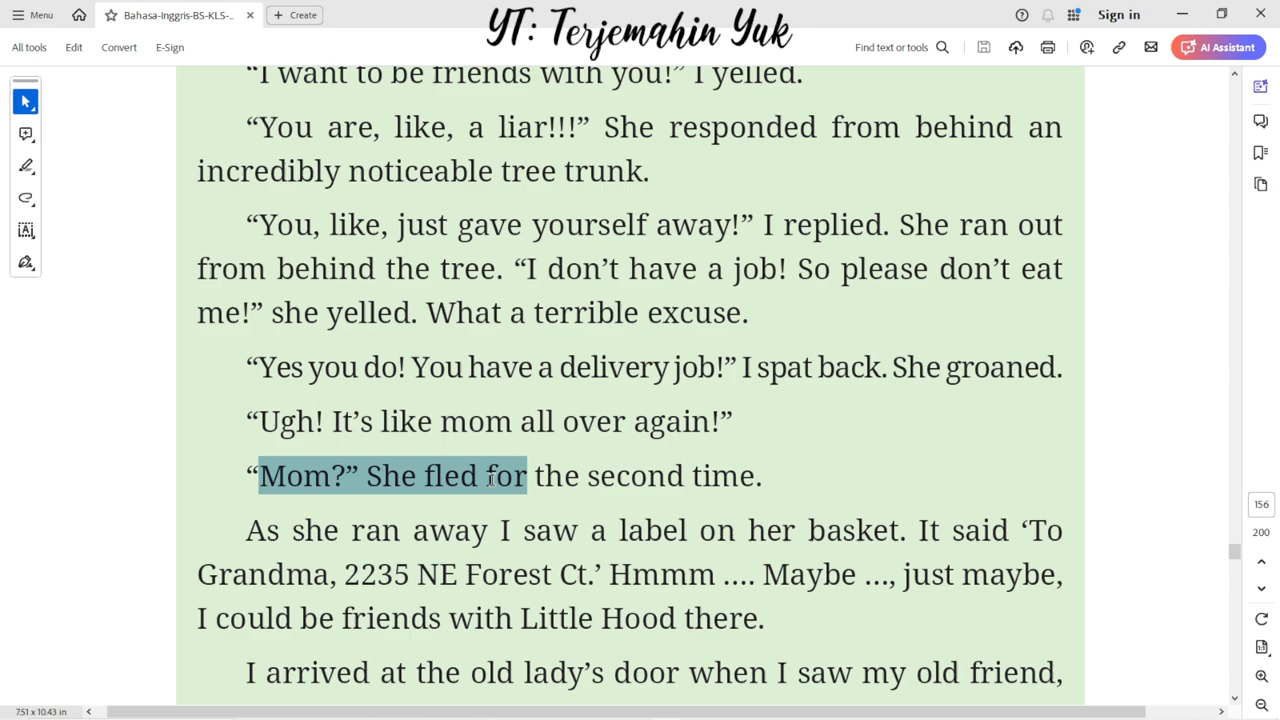 Menu
Bahasa-Inggris-BS-KLS-...
Create
YT: Terjemahin Yuk
Sign in
All tools
Edit
Convert
E-Sign
Find text or tools
AI Assistant
“I want to be friends with you!” I yelled.
“You are, like, a liar!!!” She responded from behind an
incredibly noticeable tree trunk.
“You, like, just gave yourself away!” I replied. She ran out
from behind the tree. “I don’t have a job! So please don’t eat
me!” she yelled. What a terrible excuse.
“Yes you do! You have a delivery job!” I spat back. She groaned.
“Ugh! It’s like mom all over again!”
“Mom?” She fled for the second time.
As she ran away I saw a label on her basket. It said ‘To
Grandma, 2235 NE Forest Ct.’ Hmmm .... Maybe ..., just maybe,
I could be friends with Little Hood there.
I arrived at the old lady’s door when I saw my old friend,
156
200
7.51 x 10.43 in